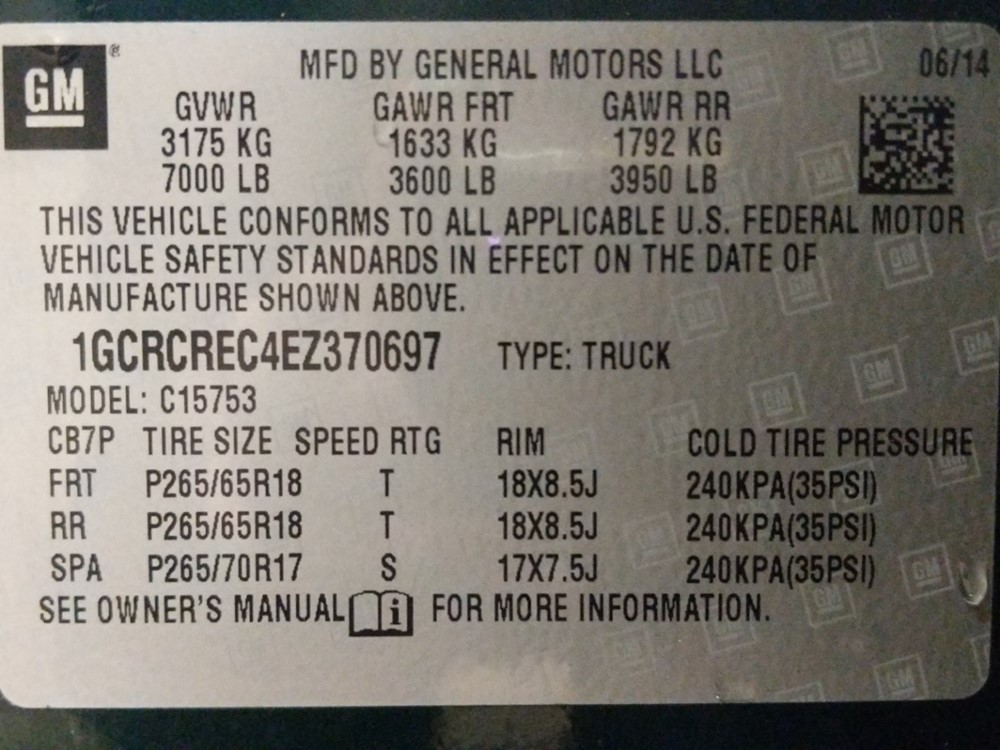 GM® MFD BY GENERAL MOTORS LLC 06/14
GVWR GAWR FRT GAWR RR
3175 KG 1633 KG 1792 KG
7000 LB 3600 LB 3950 LB
THIS VEHICLE CONFORMS TO ALL APPLICABLE U.S. FEDERAL MOTOR
VEHICLE SAFETY STANDARDS IN EFFECT ON THE DATE OF
MANUFACTURE SHOWN ABOVE.
1GCRCREC4EZ370697 TYPE: TRUCK
MODEL: C15753
CB7P TIRE SIZE SPEED RTG RIM COLD TIRE PRESSURE
FRT P265/65R18 T 18X8.5J 240KPA(35PSI)
RR P265/65R18 T 18X8.5J 240KPA(35PSI)
SPA P265/70R17 S 17X7.5J 240KPA(35PSI)
SEE OWNER'S MANUAL i FOR MORE INFORMATION.